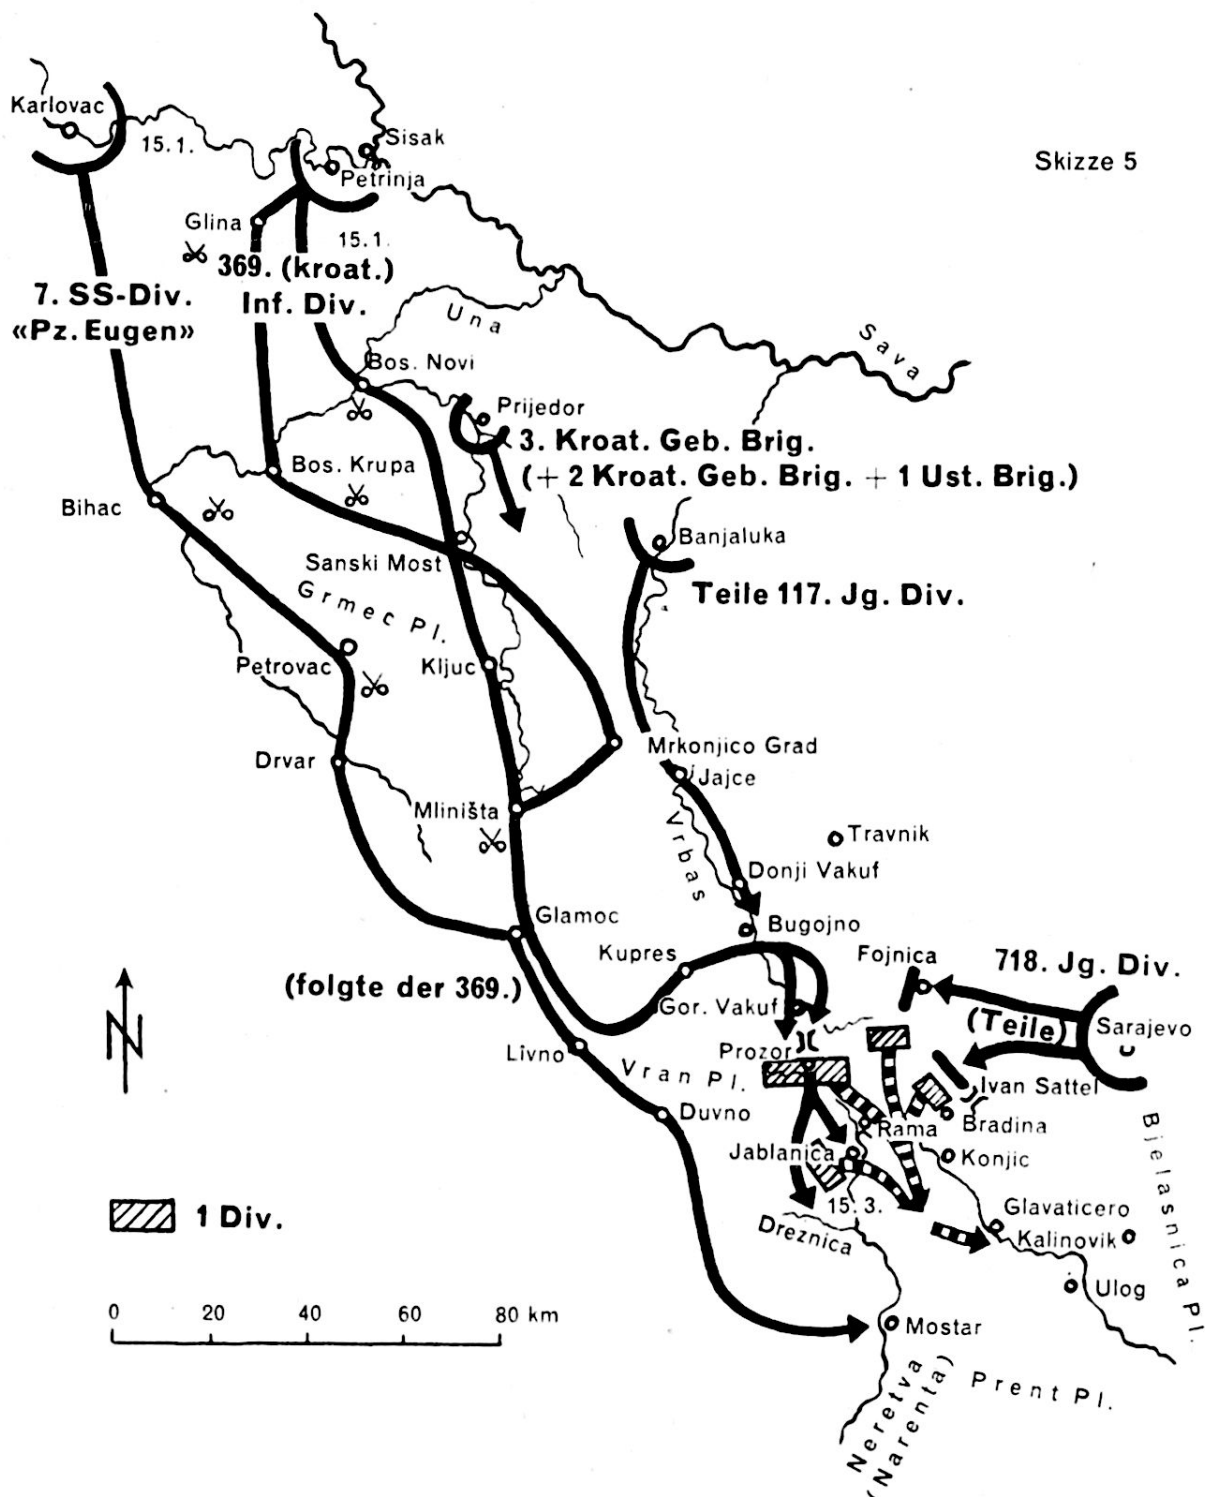 Karlovac
15.1.
Sisak
Petrinja
Skizze 5
Glina
15.1.
369. (kroat.)
Inf. Div.
7. SS-Div.
«Pz. Eugen»
Una
Sava
Bos. Novi
Prijedor
3. Kroat. Geb. Brig.
(+ 2 Kroat. Geb. Brig. + 1 Ust. Brig.)
Bos. Krupa
Bihac
Banjaluka
Sanski Most
Teile 117. Jg. Div.
Grmec Pl.
Petrovac
Kljuc
Drvar
Mrkonjico Grad
Jajce
Mliništa
Vrbas
Travnik
Donji Vakuf
Glamoc
Bugojno
Kupres
Fojnica
718. Jg. Div.
(folgte der 369.)
Gor. Vakuf
(Teile)
Sarajevo
N
Livno
Prozor
Vran Pl.
Ivan Sattel
Duvno
Rama
Bradina
Jablanica
Konjic
Bjelasnica Pl.
15.3.
Glavaticero
1 Div.
Dreznica
Kalinovik
Ulog
0 20 40 60 80 km
Mostar
Prent Pl.
Neretva
(Narenta)